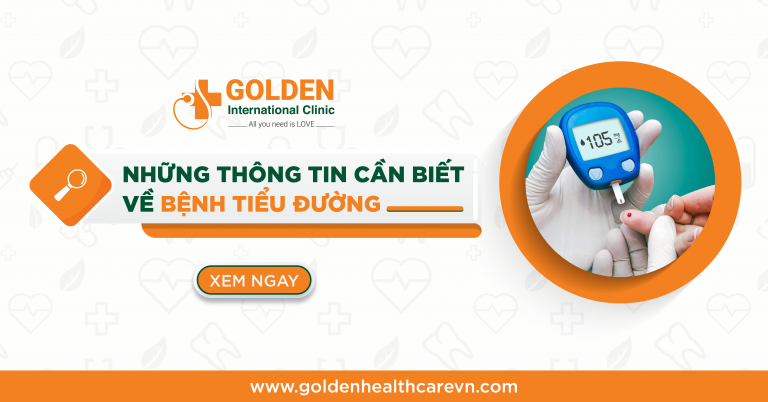 GOLDEN
International Clinic
All you need is LOVE
NHỮNG THÔNG TIN CẦN BIẾT
VỀ BỆNH TIỂU ĐƯỜNG
XEM NGAY
105
www.goldenhealthcarevn.com